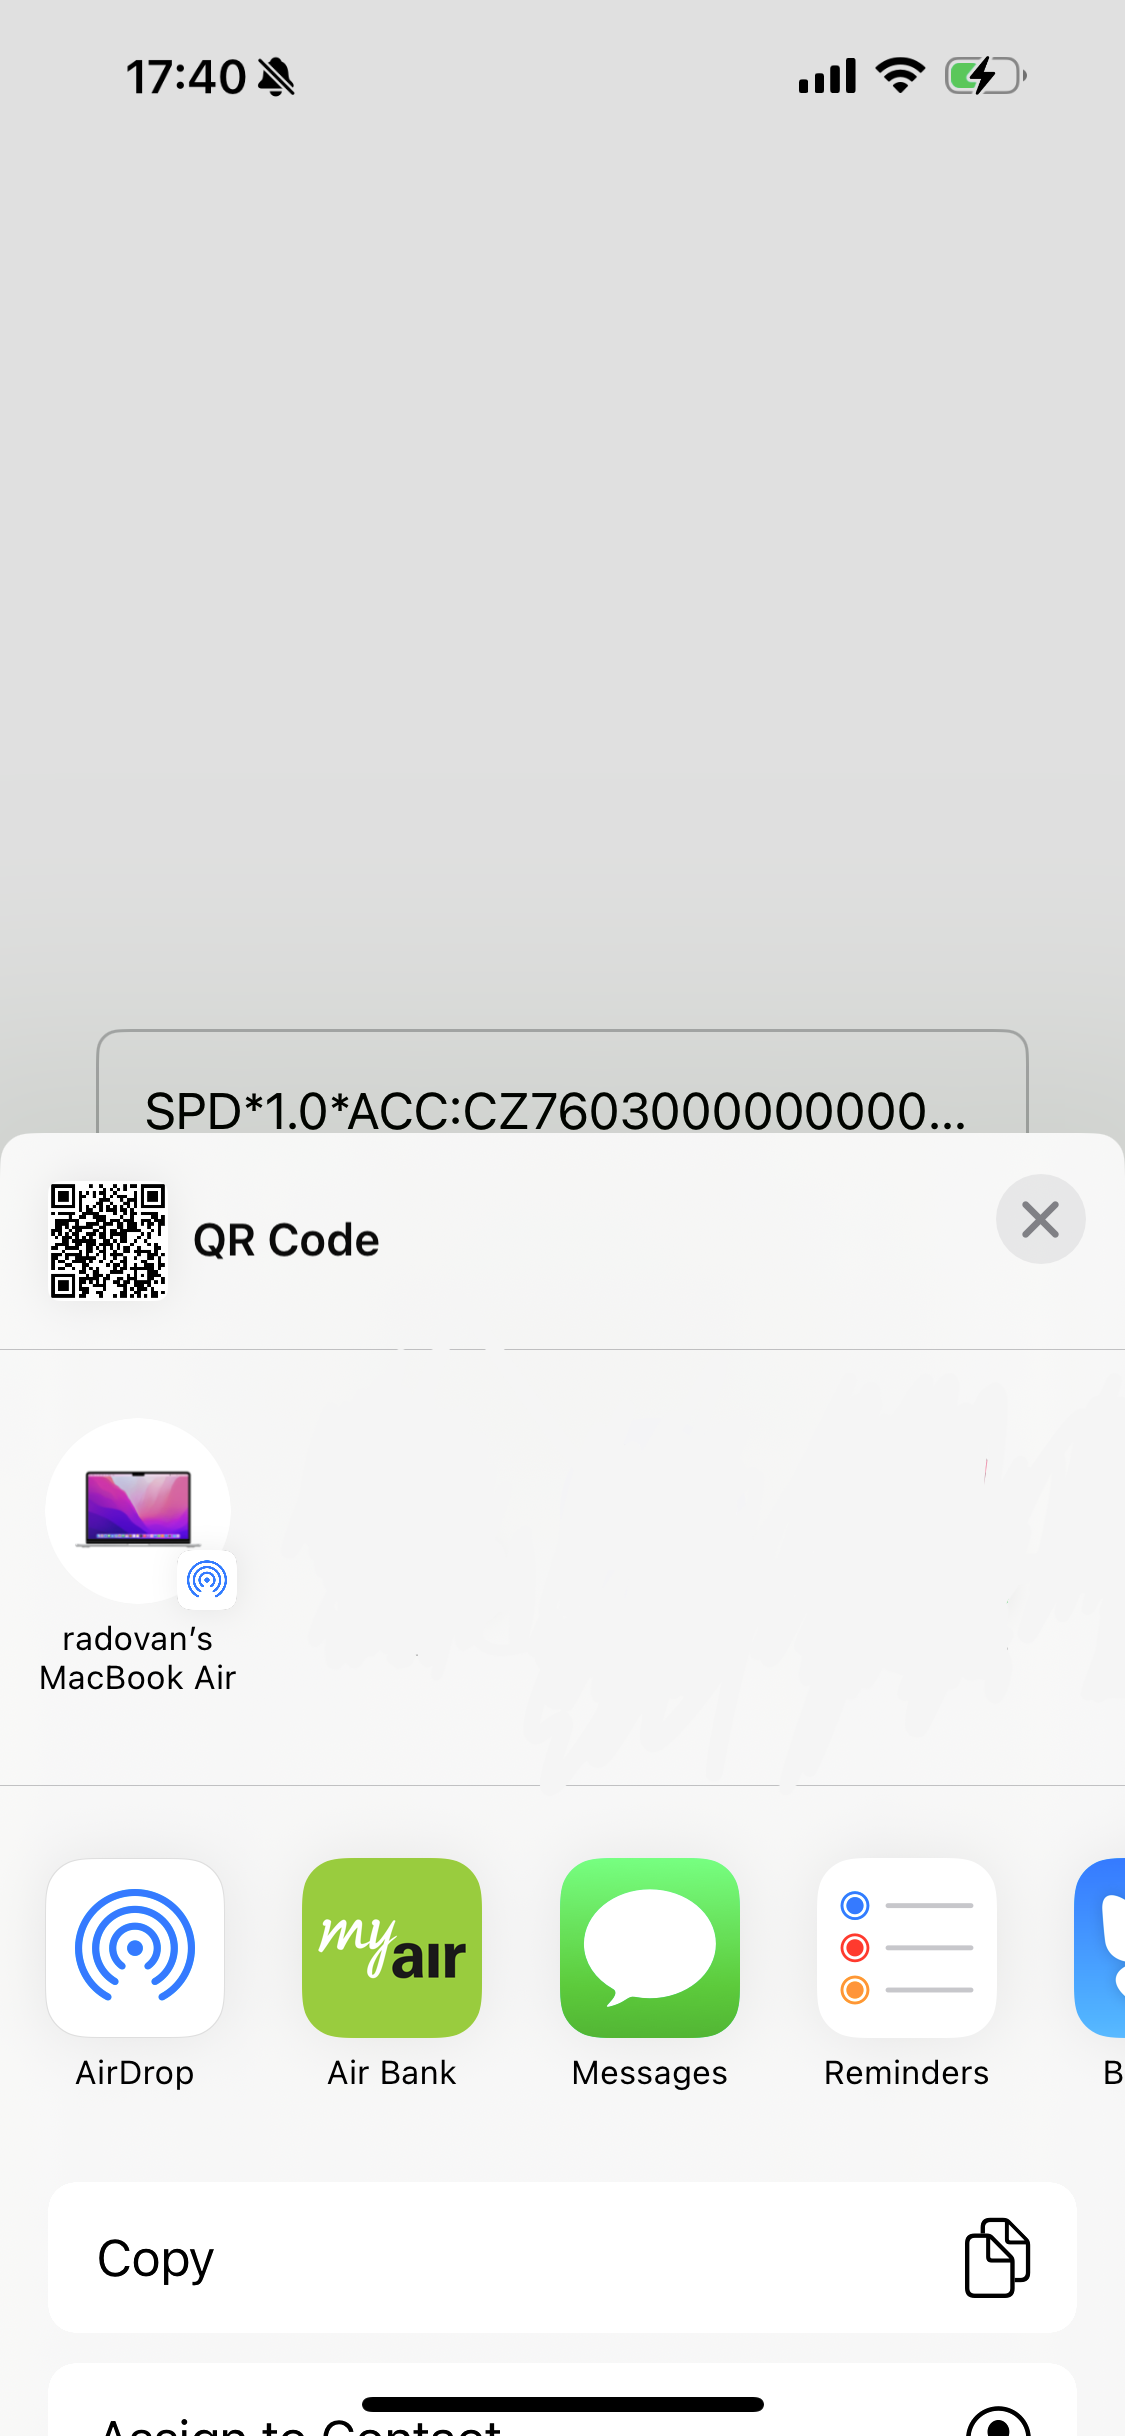 17:40
SPD*1.0*ACC:CZ7603000000000...
QR Code
radovan’s
MacBook Air
my air
AirDrop
Air Bank
Messages
Reminders
B
Copy
Assign to Contact